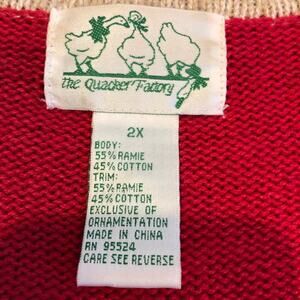 the Quacker Factory
2X
BODY:
55% RAMIE
45% COTTON
TRIM:
55% RAMIE
45% COTTON
EXCLUSIVE OF
ORNAMENTATION
MADE IN CHINA
RN 95524
CARE SEE REVERSE